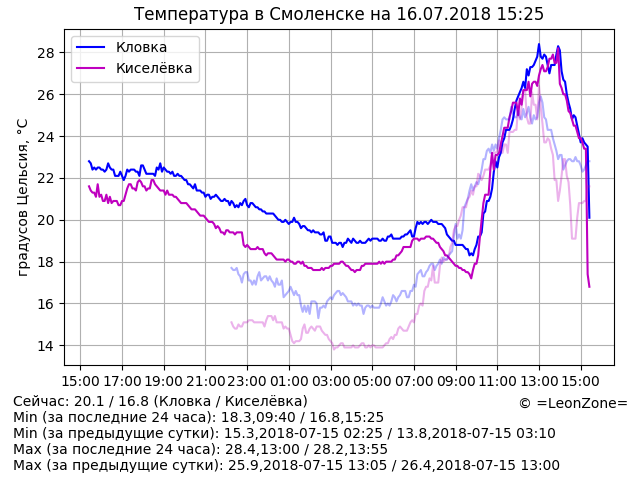 Температура в Смоленске на 16.07.2018 15:25
Кловка
Киселёвка
градусов Цельсия, °C
28
26
24
22
20
18
16
14
15:00 17:00 19:00 21:00 23:00 01:00 03:00 05:00 07:00 09:00 11:00 13:00 15:00
Сейчас: 20.1 / 16.8 (Кловка / Киселёвка)
© =LeonZone=
Min (за последние 24 часа): 18.3,09:40 / 16.8,15:25
Min (за предыдущие сутки): 15.3,2018-07-15 02:25 / 13.8,2018-07-15 03:10
Max (за последние 24 часа): 28.4,13:00 / 28.2,13:55
Max (за предыдущие сутки): 25.9,2018-07-15 13:05 / 26.4,2018-07-15 13:00